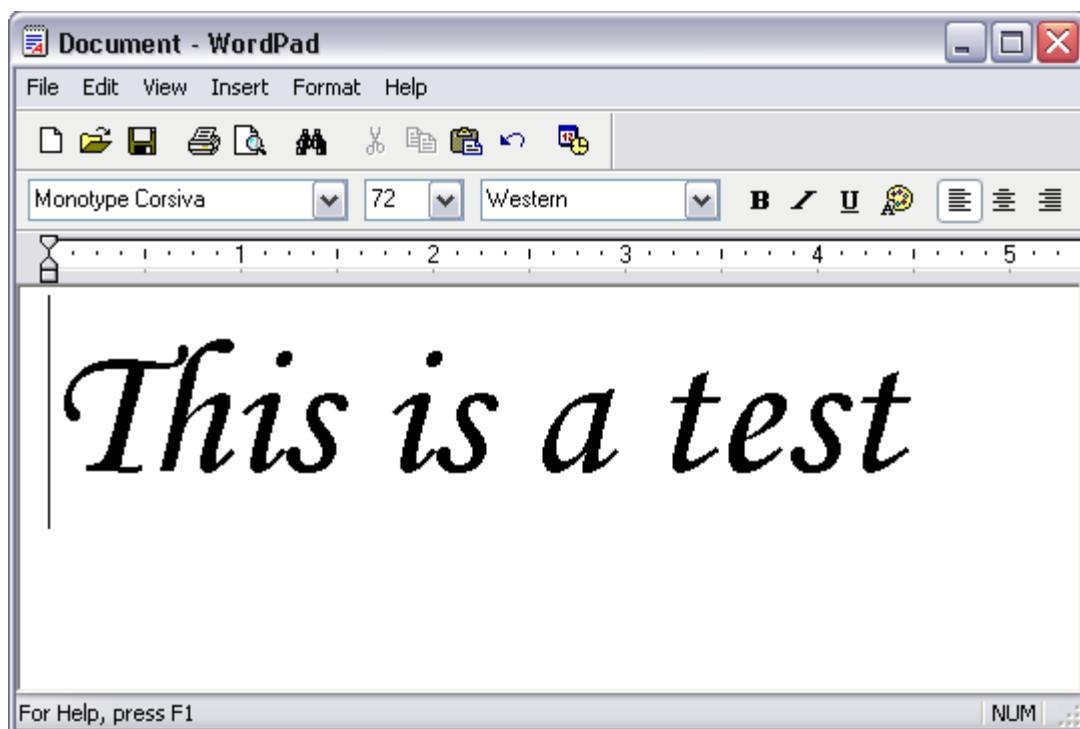 Document - WordPad
File Edit View Insert Format Help
Monotype Corsiva 72 Western B I U
1 2 3 4 5
This is a test
For Help, press F1 NUM